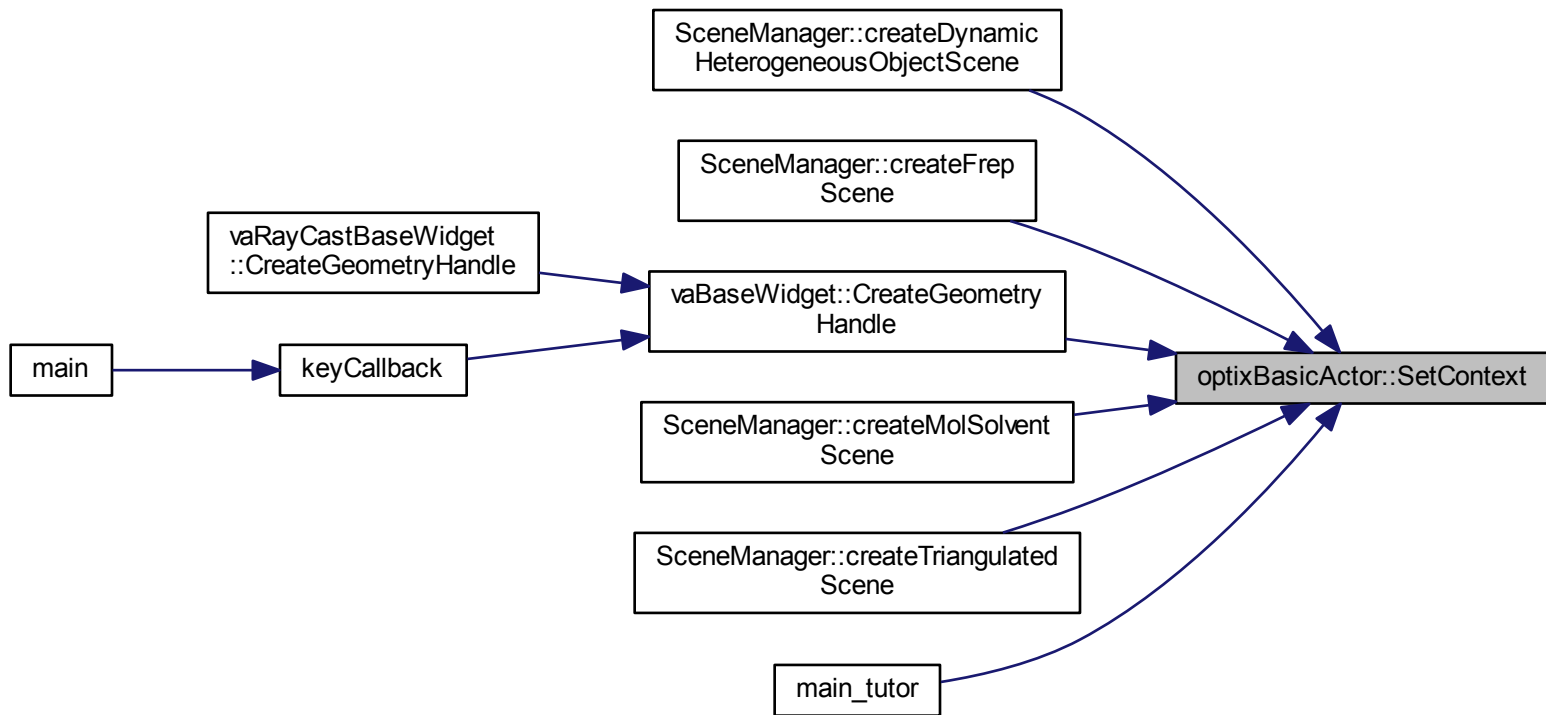 SceneManager::createDynamic
HeterogeneousObjectScene
SceneManager::createFrep
Scene
vaRayCastBaseWidget
::CreateGeometryHandle
vaBaseWidget::CreateGeometry
Handle
main
keyCallback
optixBasicActor::SetContext
SceneManager::createMolSolvent
Scene
SceneManager::createTriangulated
Scene
main_tutor